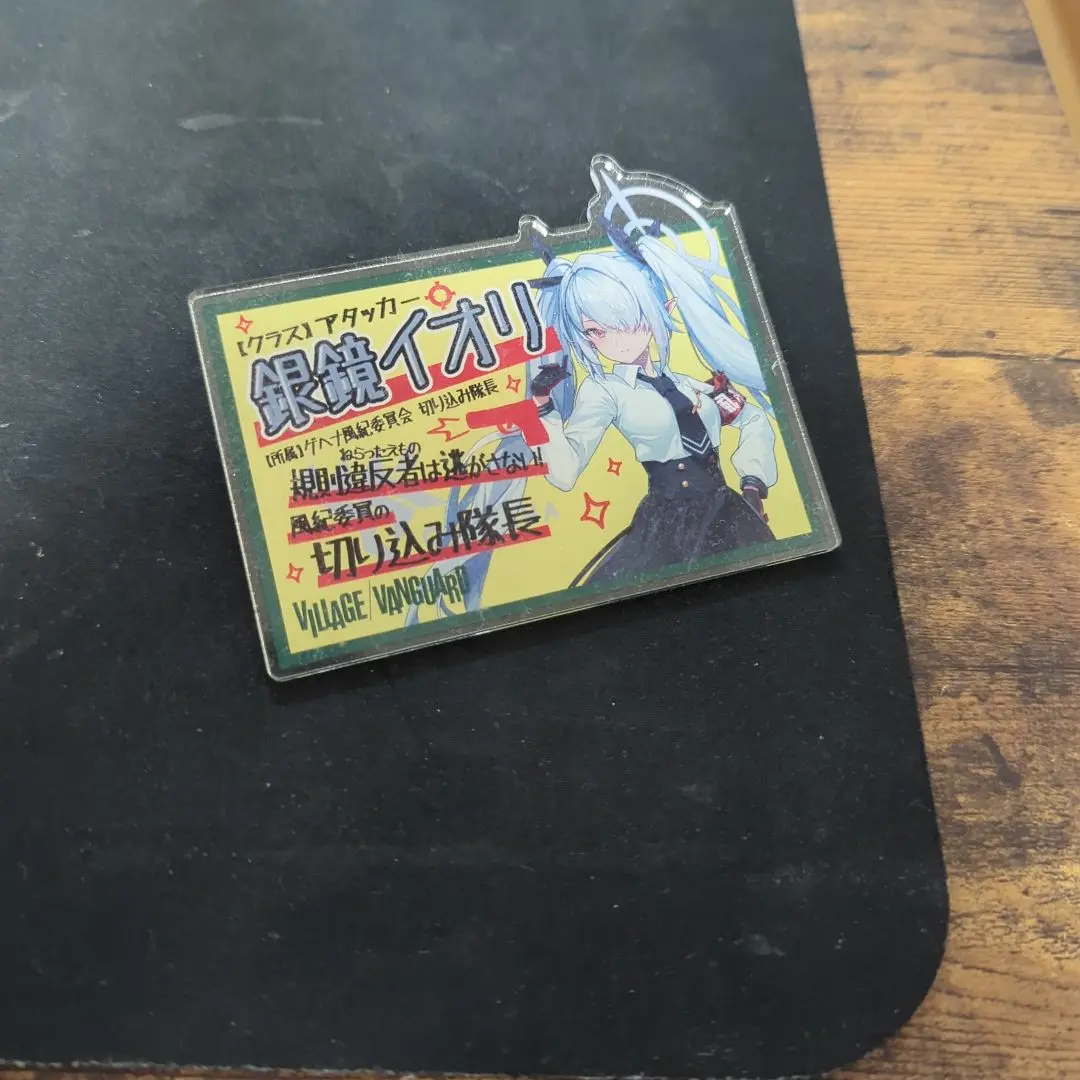 【クラス】アタッカー
銀鏡イオリ
【所属】ゲヘナ風紀委員会 切り込み隊長
ねらったえもの
規則違反者は逃がさない!!
風紀委員の
切り込み隊長
VILLAGE/VANGUARD